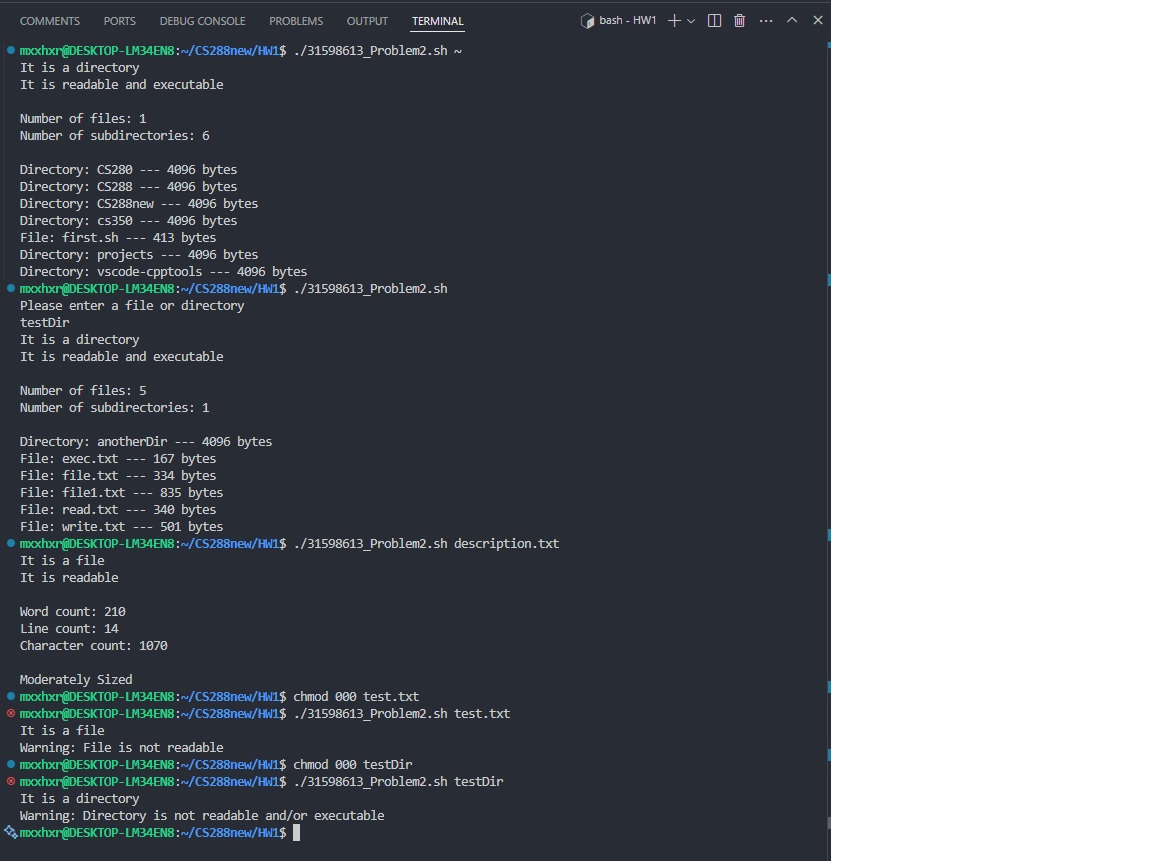 COMMENTS PORTS DEBUG CONSOLE PROBLEMS OUTPUT TERMINAL bash - HW1
mxxhxr@DESKTOP-LM34EN8:~/CS288new/HW1$ ./31598613_Problem2.sh ~
It is a directory
It is readable and executable

Number of files: 1
Number of subdirectories: 6

Directory: CS280 --- 4096 bytes
Directory: CS288 --- 4096 bytes
Directory: CS288new --- 4096 bytes
Directory: cs350 --- 4096 bytes
File: first.sh --- 413 bytes
Directory: projects --- 4096 bytes
Directory: vscode-cpptools --- 4096 bytes
mxxhxr@DESKTOP-LM34EN8:~/CS288new/HW1$ ./31598613_Problem2.sh
Please enter a file or directory
testDir
It is a directory
It is readable and executable

Number of files: 5
Number of subdirectories: 1

Directory: anotherDir --- 4096 bytes
File: exec.txt --- 167 bytes
File: file.txt --- 334 bytes
File: file1.txt --- 835 bytes
File: read.txt --- 340 bytes
File: write.txt --- 501 bytes
mxxhxr@DESKTOP-LM34EN8:~/CS288new/HW1$ ./31598613_Problem2.sh description.txt
It is a file
It is readable

Word count: 210
Line count: 14
Character count: 1070

Moderately Sized
mxxhxr@DESKTOP-LM34EN8:~/CS288new/HW1$ chmod 000 test.txt
mxxhxr@DESKTOP-LM34EN8:~/CS288new/HW1$ ./31598613_Problem2.sh test.txt
It is a file
Warning: File is not readable
mxxhxr@DESKTOP-LM34EN8:~/CS288new/HW1$ chmod 000 testDir
mxxhxr@DESKTOP-LM34EN8:~/CS288new/HW1$ ./31598613_Problem2.sh testDir
It is a directory
Warning: Directory is not readable and/or executable
mxxhxr@DESKTOP-LM34EN8:~/CS288new/HW1$